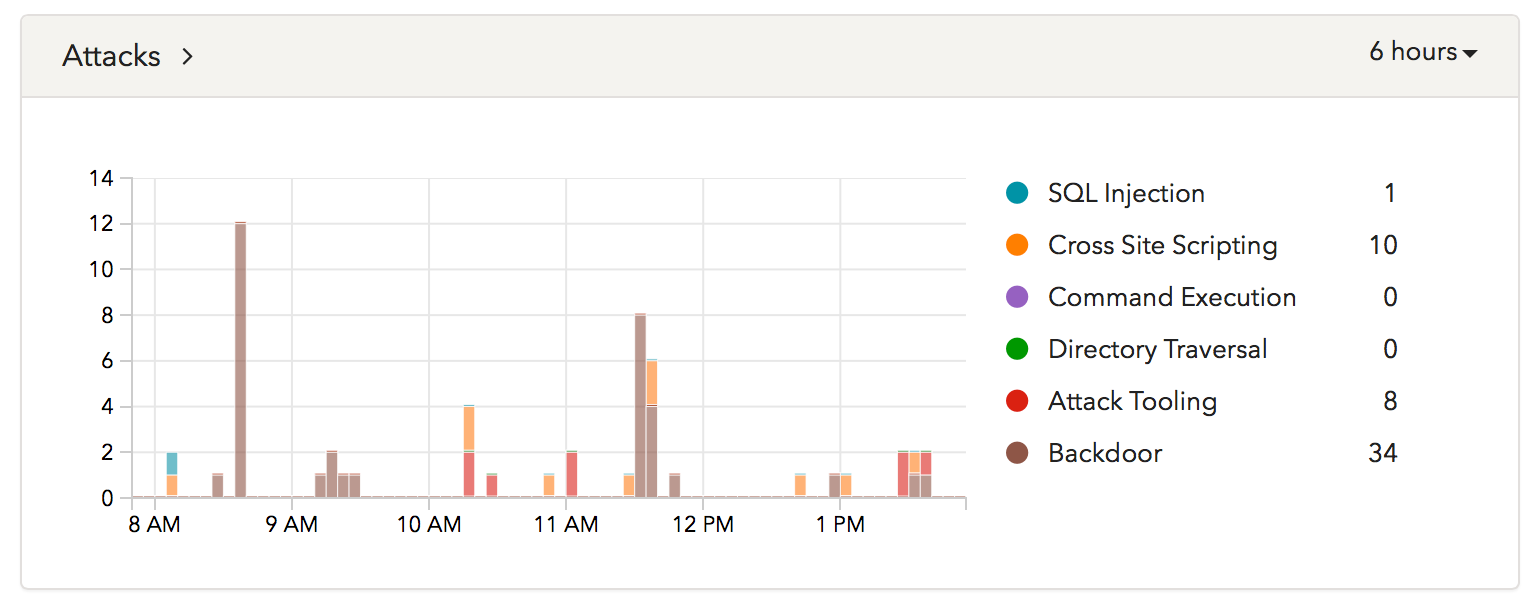 Attacks
6 hours
14
12
10
8
6
4
2
0
8 AM 9 AM 10 AM 11 AM 12 PM 1 PM
SQL Injection 1
Cross Site Scripting 10
Command Execution 0
Directory Traversal 0
Attack Tooling 8
Backdoor 34